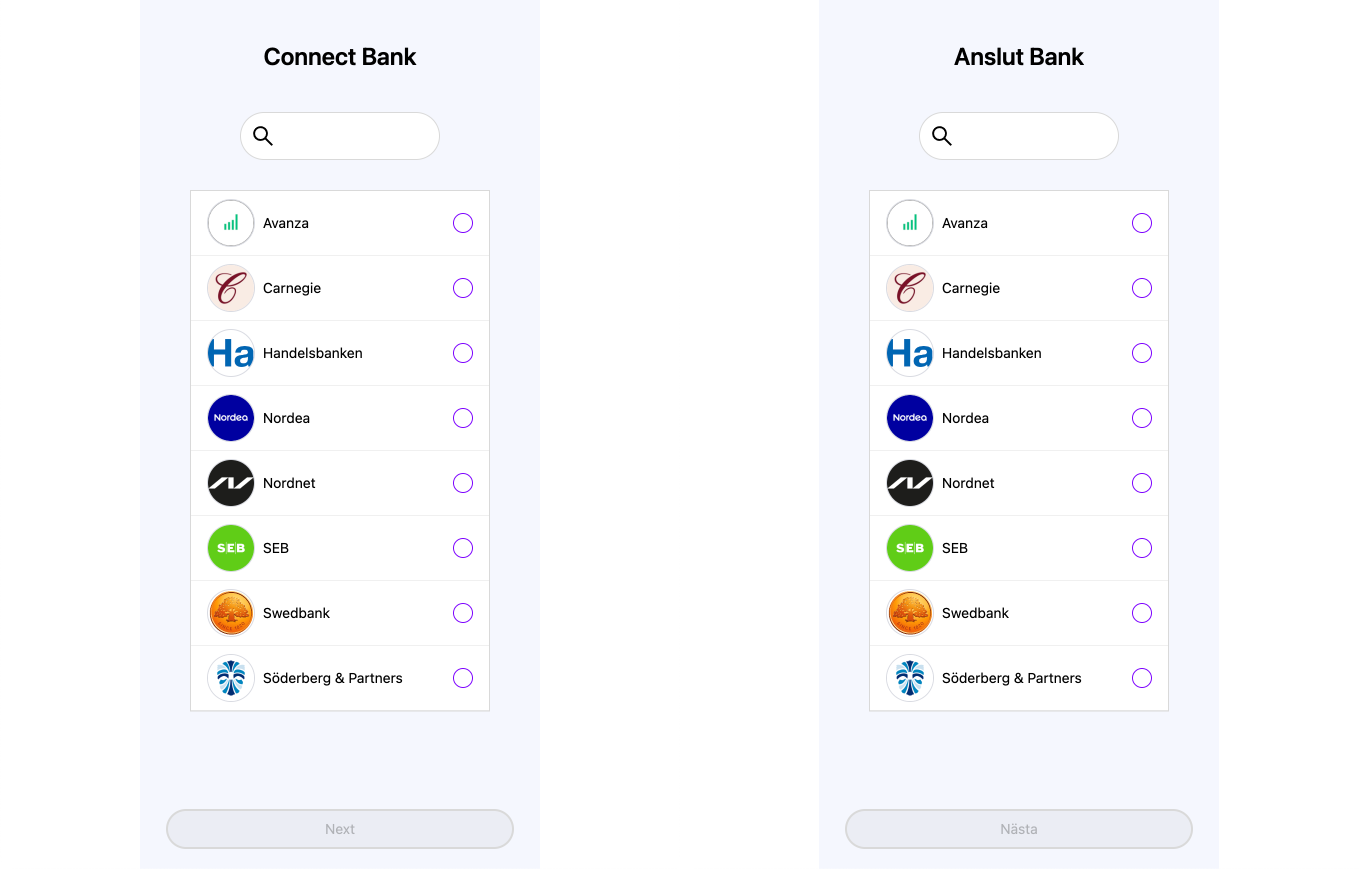 Connect Bank
Avanza
Carnegie
Ha Handelsbanken
Nordea Nordea
Nordnet
SEB SEB
Swedbank
Söderberg & Partners
Next
Anslut Bank
Avanza
Carnegie
Ha Handelsbanken
Nordea Nordea
Nordnet
SEB SEB
Swedbank
Söderberg & Partners
Nästa